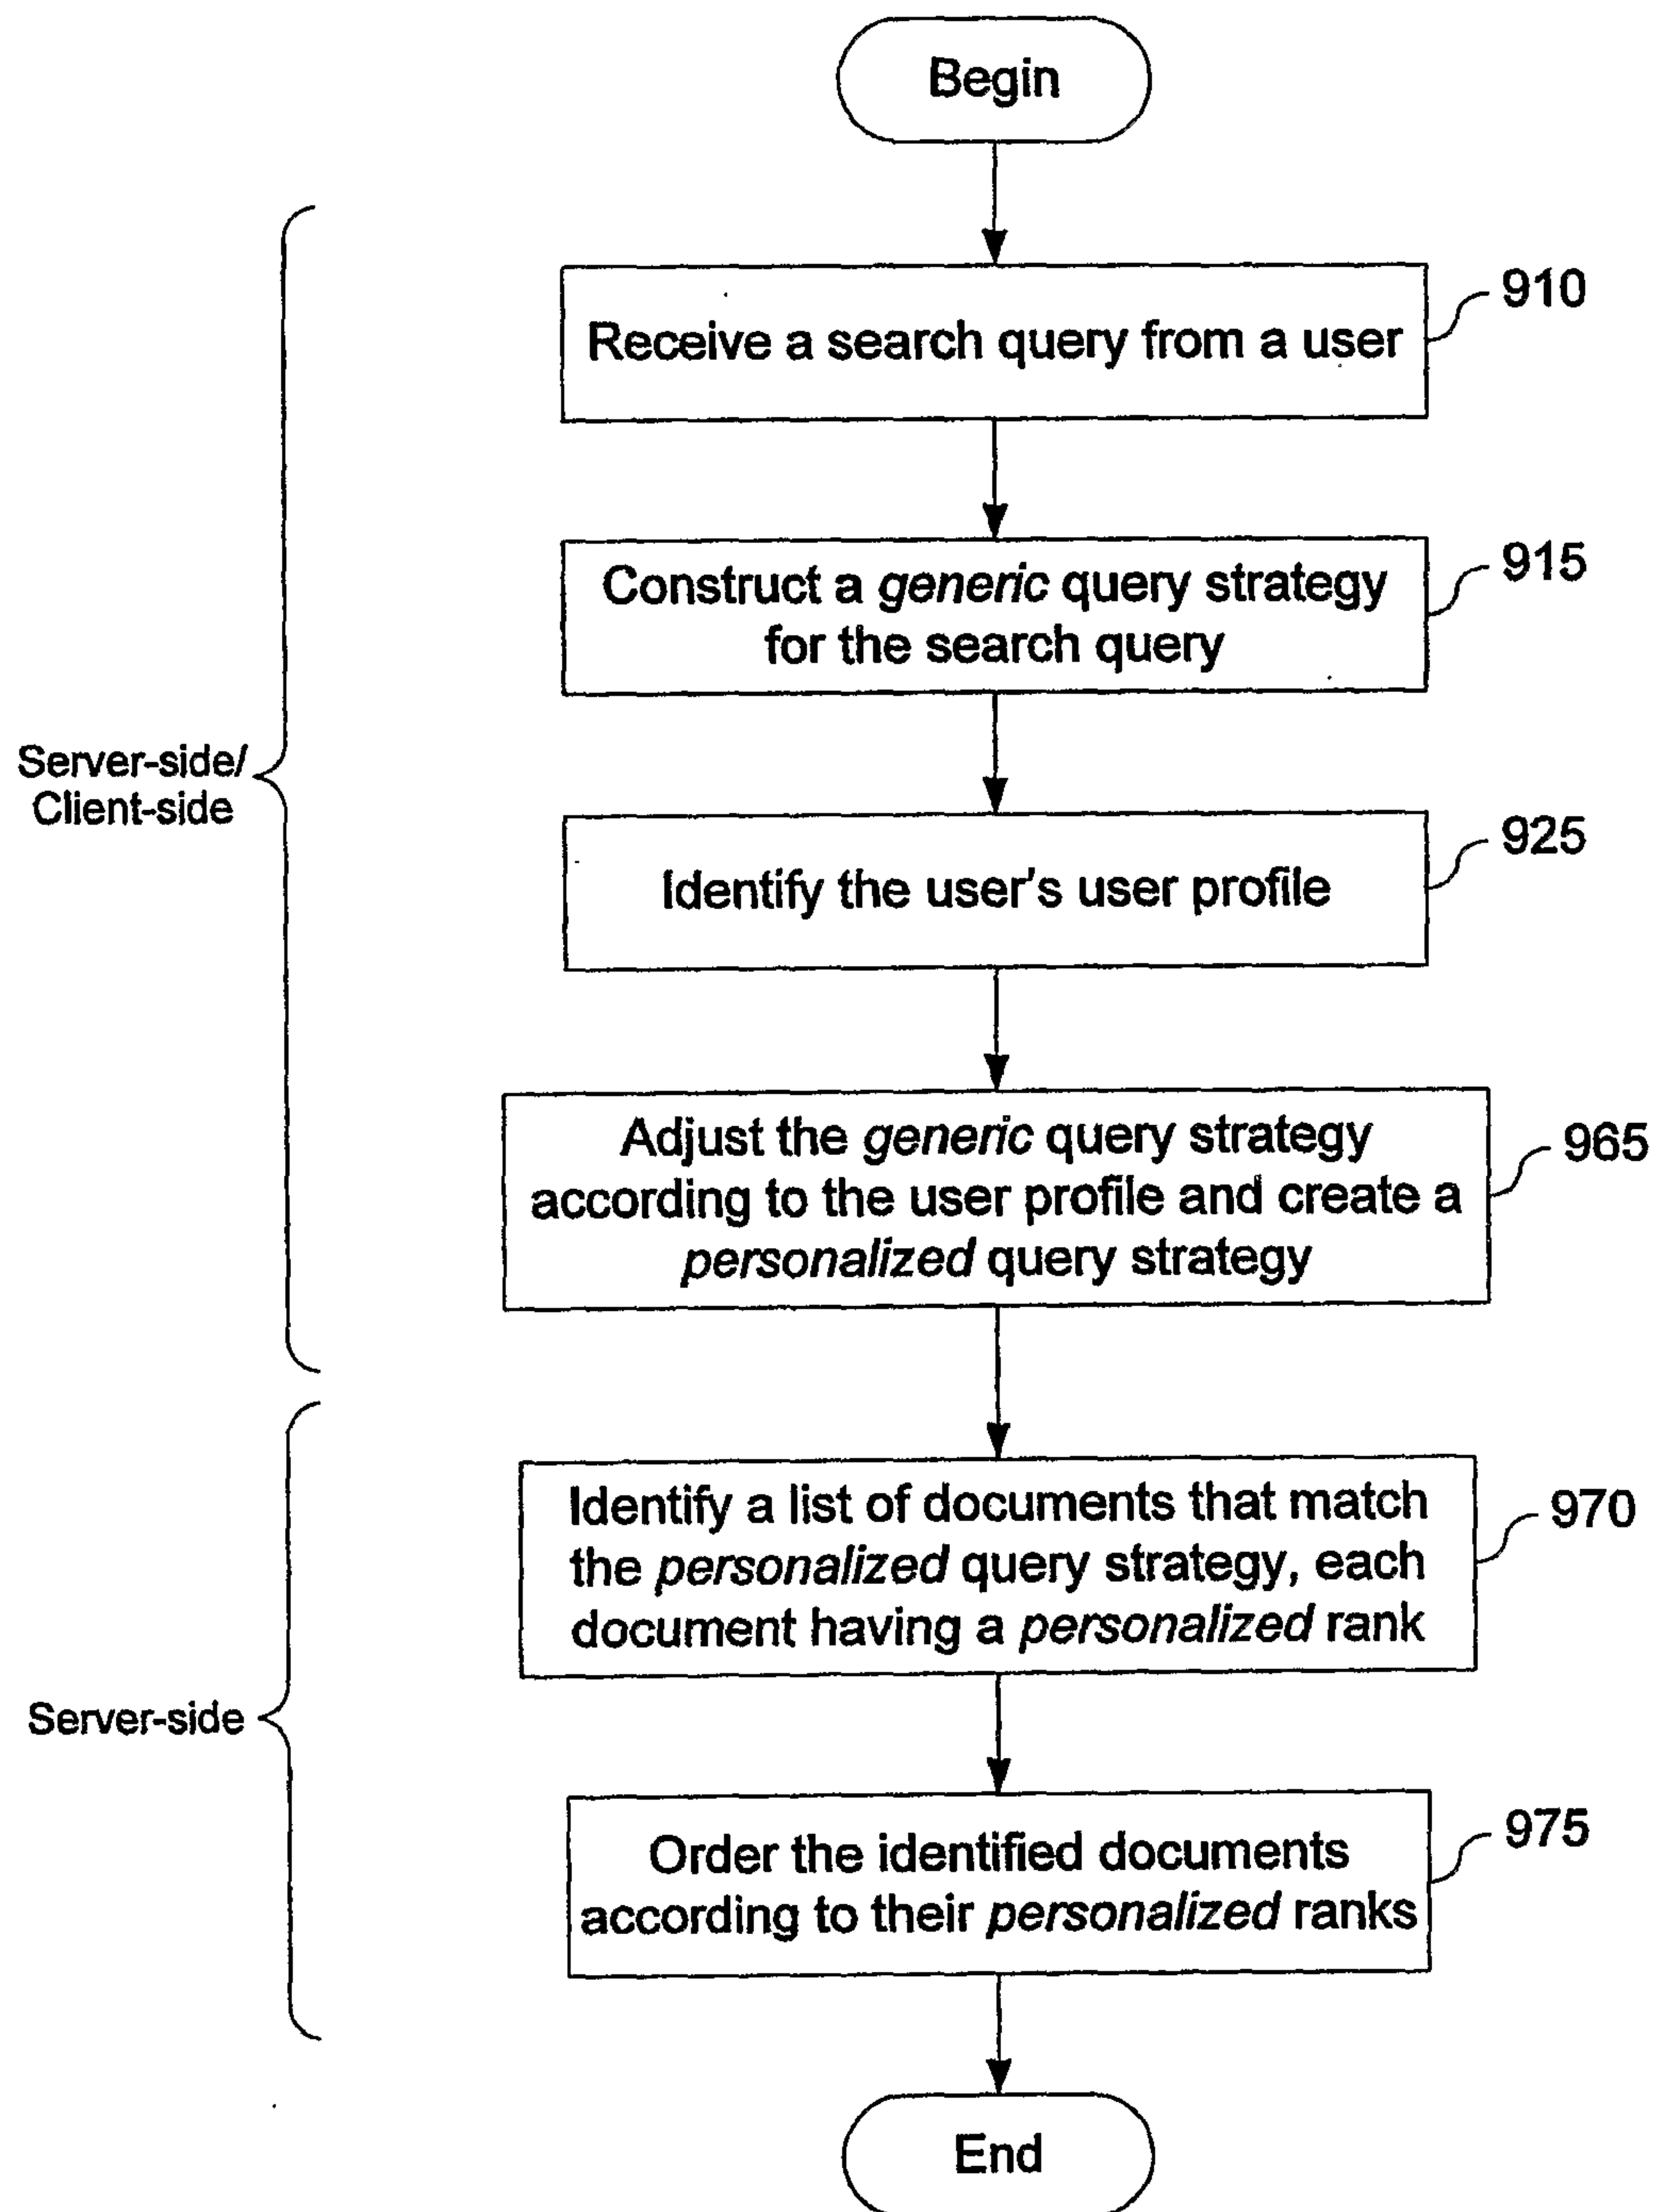 Begin
Receive a search query from a user
910
Construct a generic query strategy
for the search query
915
Identify the user's user profile
925
Server-side/
Client-side
Adjust the generic query strategy
according to the user profile and create a
personalized query strategy
965
Identify a list of documents that match
the personalized query strategy, each
document having a personalized rank
970
Server-side
Order the identified documents
according to their personalized ranks
975
End